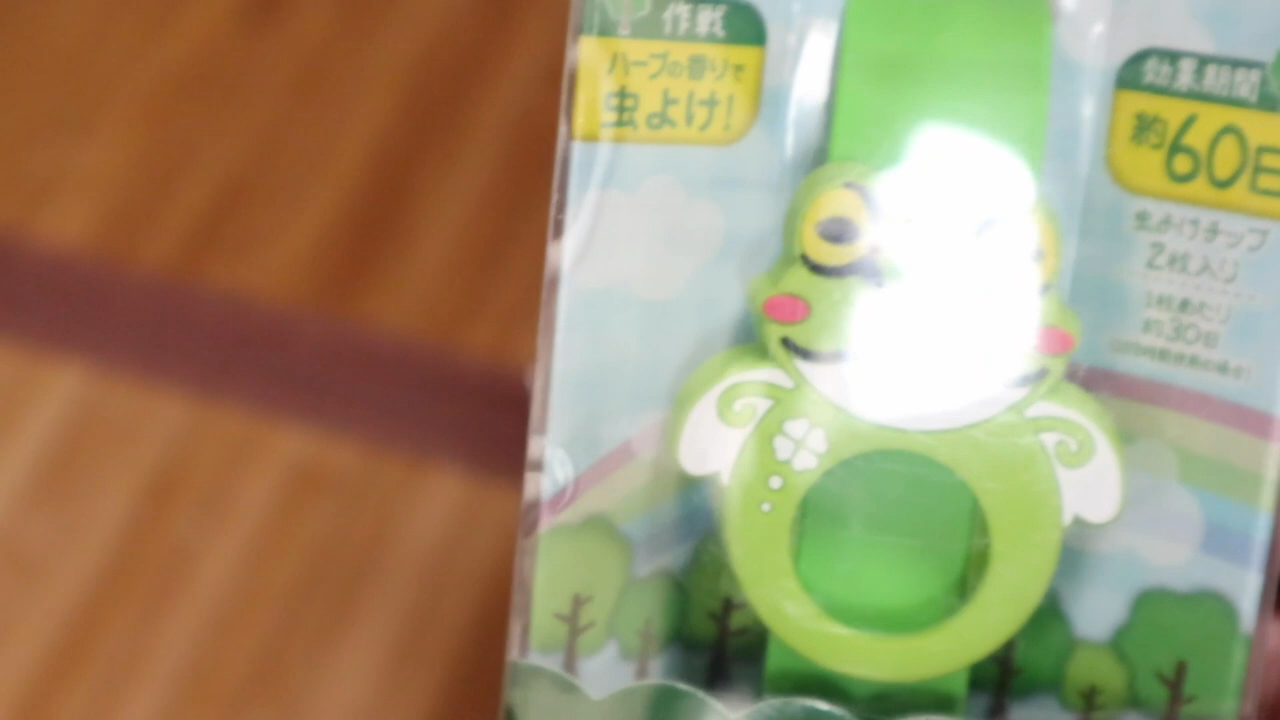 作戦
ハーブの香りで
虫よけ!
効果期間
約60日
虫よけチップ
2枚入り
1枚あたり
約30日